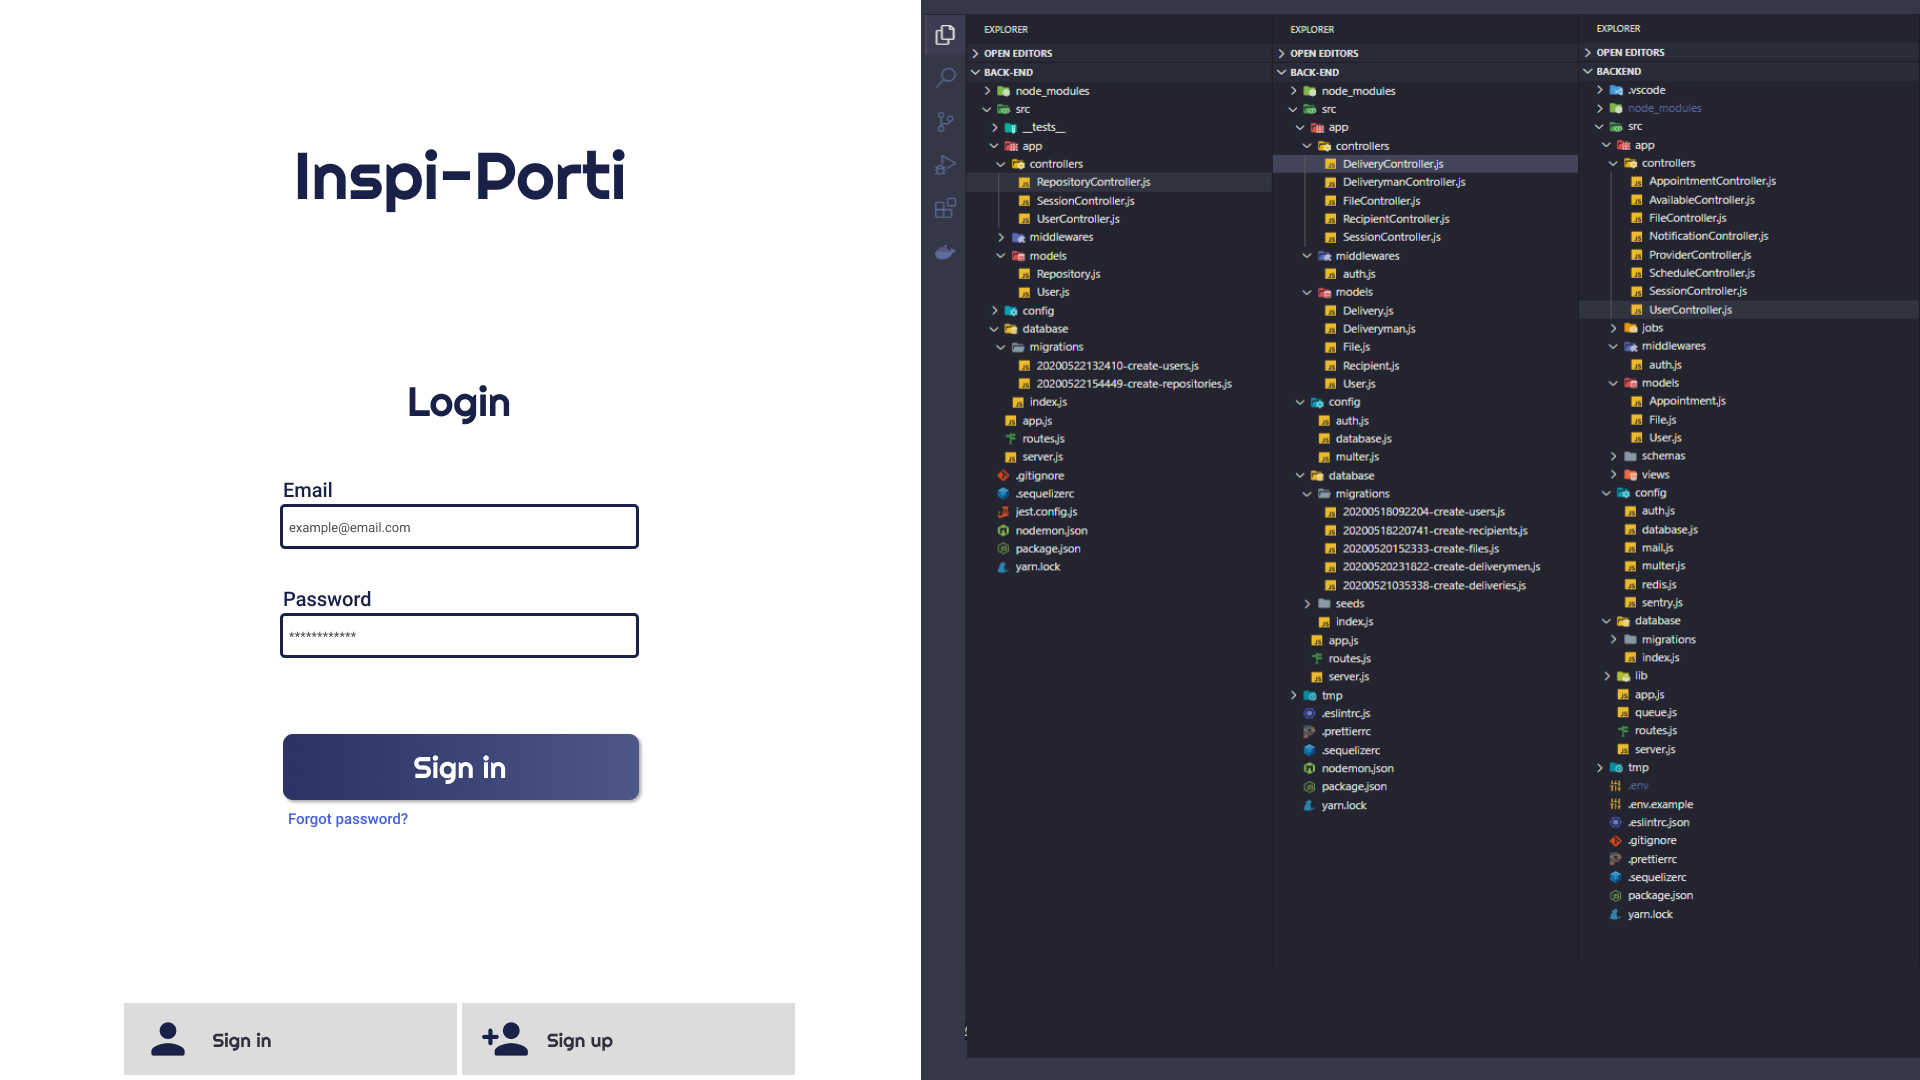 Inspi-Porti
Login
Email
example@email.com
Password
************
Sign in
Forgot password?
Sign in
Sign up
EXPLORER
OPEN EDITORS
BACK-END
node_modules
src
__tests__
app
controllers
RepositoryController.js
SessionController.js
UserController.js
middlewares
models
Repository.js
User.js
config
database
migrations
20200522132410-create-users.js
20200522154449-create-repositories.js
index.js
app.js
routes.js
server.js
.gitignore
.sequelizerc
jest.config.js
nodemon.json
package.json
yarn.lock
EXPLORER
OPEN EDITORS
BACK-END
node_modules
src
app
controllers
DeliveryController.js
DeliverymanController.js
FileController.js
RecipientController.js
SessionController.js
middlewares
auth.js
models
Delivery.js
Deliveryman.js
File.js
Recipient.js
User.js
config
auth.js
database.js
multer.js
database
migrations
20200518092204-create-users.js
20200518220741-create-recipients.js
20200520152333-create-files.js
20200520231822-create-deliverymen.js
20200521035338-create-deliveries.js
seeds
index.js
app.js
routes.js
server.js
tmp
.eslintrc.js
.prettierrc
.sequelizerc
nodemon.json
package.json
yarn.lock
EXPLORER
OPEN EDITORS
BACKEND
.vscode
node_modules
src
app
controllers
AppointmentController.js
AvailableController.js
FileController.js
NotificationController.js
ProviderController.js
ScheduleController.js
SessionController.js
UserController.js
jobs
middlewares
auth.js
models
Appointment.js
File.js
User.js
schemas
views
config
auth.js
database.js
mail.js
multer.js
redis.js
sentry.js
database
migrations
index.js
lib
app.js
queue.js
routes.js
server.js
tmp
.env
.env.example
.eslintrc.json
.gitignore
.prettierrc
.sequelizerc
package.json
yarn.lock